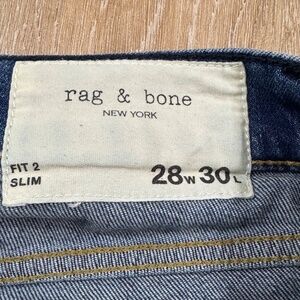 rag & bone
NEW YORK
FIT 2
SLIM
28W 30L